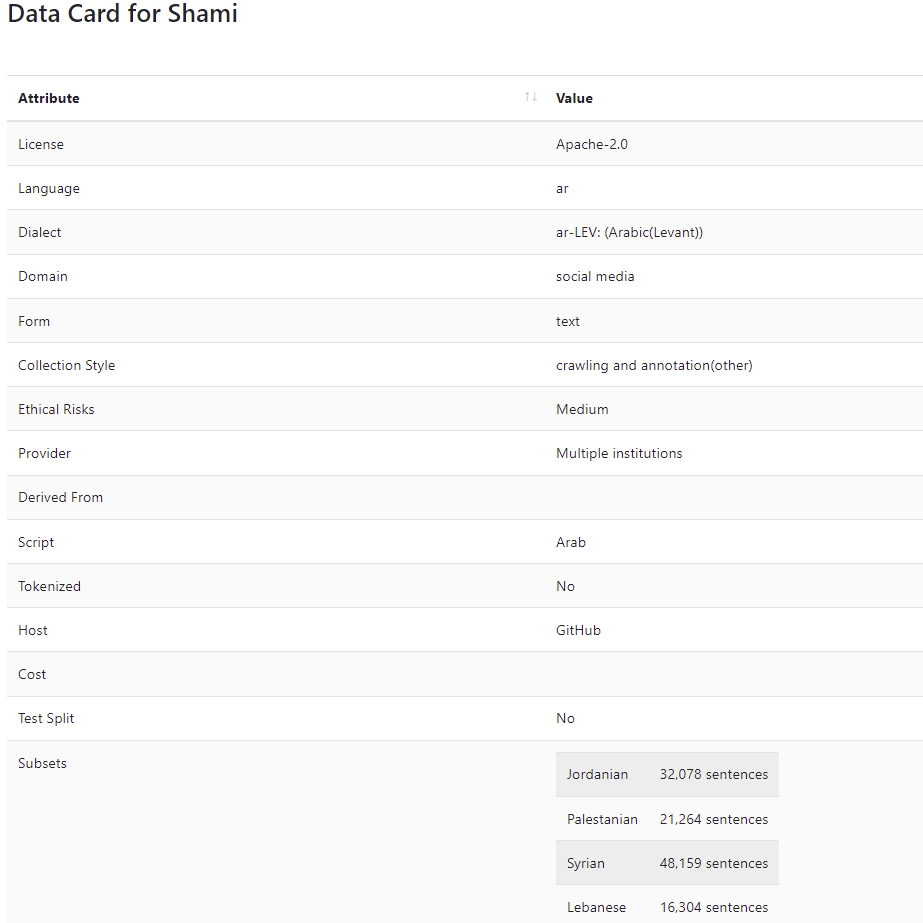 Data Card for Shami
Attribute ↑↓ Value
License Apache-2.0
Language ar
Dialect ar-LEV: (Arabic(Levant))
Domain social media
Form text
Collection Style crawling and annotation(other)
Ethical Risks Medium
Provider Multiple institutions
Derived From
Script Arab
Tokenized No
Host GitHub
Cost
Test Split No
Subsets
Jordanian 32,078 sentences
Palestanian 21,264 sentences
Syrian 48,159 sentences
Lebanese 16,304 sentences